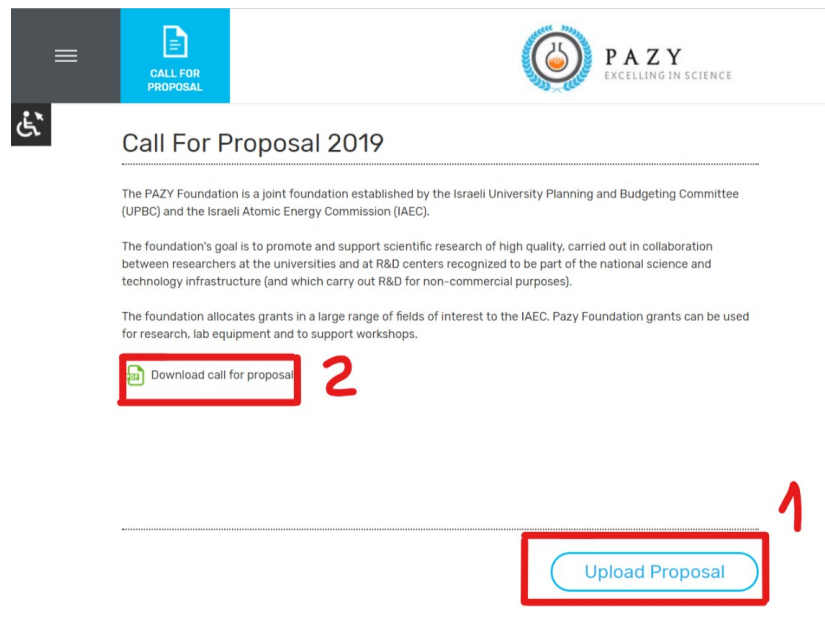 CALL FOR
PROPOSAL
PAZY
EXCELLING IN SCIENCE
Call For Proposal 2019
The PAZY Foundation is a joint foundation established by the Israeli University Planning and Budgeting Committee
(UPBC) and the Israeli Atomic Energy Commission (IAEC).
The foundation's goal is to promote and support scientific research of high quality, carried out in collaboration
between researchers at the universities and at R&D centers recognized to be part of the national science and
technology infrastructure (and which carry out R&D for non-commercial purposes).
The foundation allocates grants in a large range of fields of interest to the IAEC. Pazy Foundation grants can be used
for research, lab equipment and to support workshops.
PDF Download call for proposal
2
1
Upload Proposal